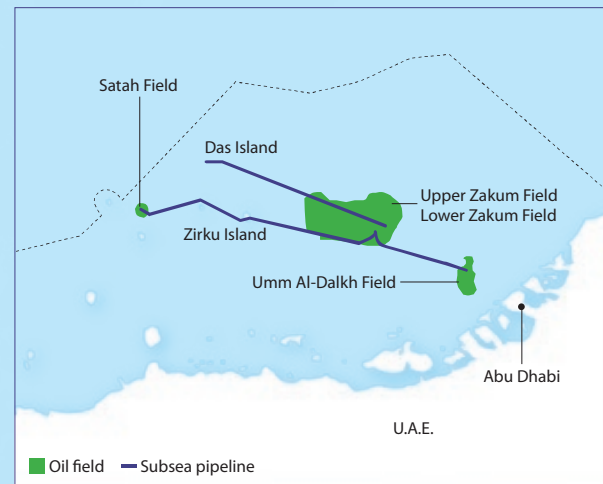 Satah Field
Das Island
Upper Zakum Field
Lower Zakum Field
Zirku Island
Umm Al-Dalkh Field
Abu Dhabi
U.A.E.
Oil field
Subsea pipeline